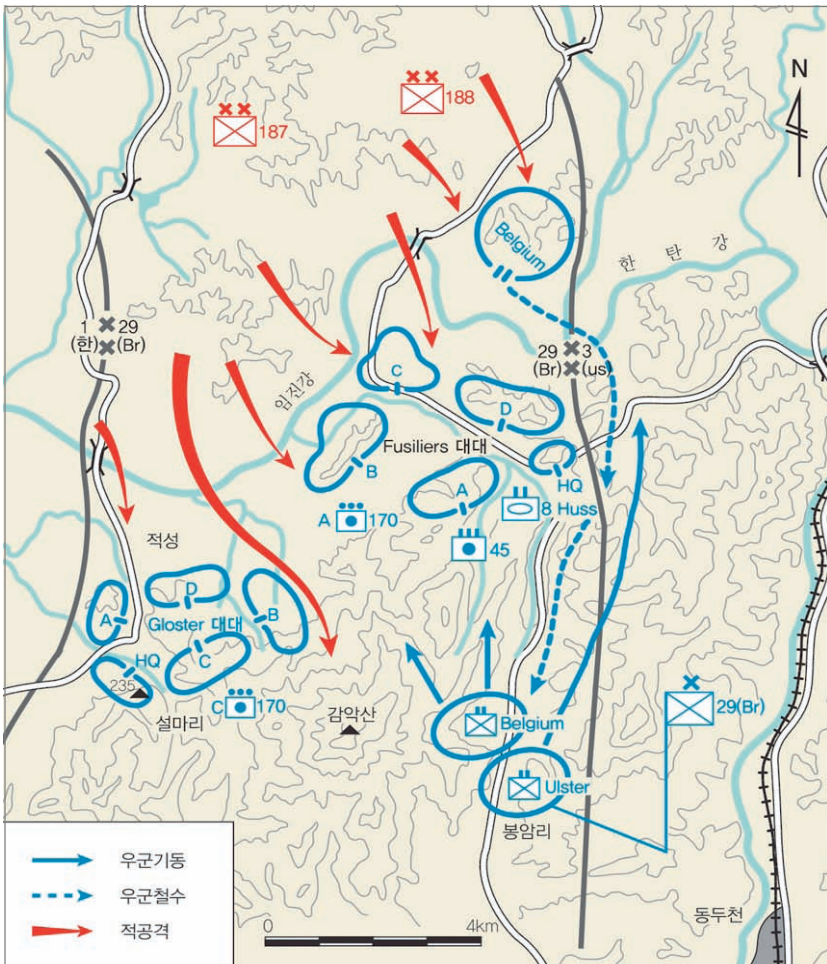 187
188
N
Belgium
한탄강
1 29
(한) (Br)
29 3
(Br) (us)
임진강
C
D
B
Fusiliers 대대
A
HQ
8 Huss
A 170
45
적성
A
D
B
Gloster 대대
C
HQ
235
설마리
C 170
감악산
Belgium
29(Br)
Ulster
봉암리
동두천
우군기동
우군철수
적공격
0 4km